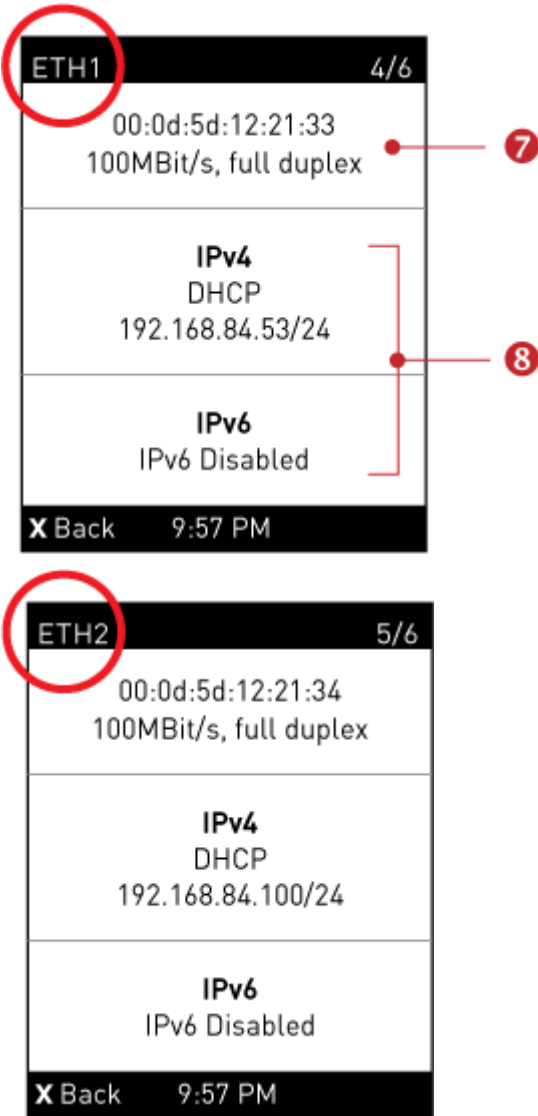 ETH1 4/6
00:0d:5d:12:21:33
100MBit/s, full duplex
7
IPv4
DHCP
192.168.84.53/24
8
IPv6
IPv6 Disabled
X Back 9:57 PM
ETH2 5/6
00:0d:5d:12:21:34
100MBit/s, full duplex
IPv4
DHCP
192.168.84.100/24
IPv6
IPv6 Disabled
X Back 9:57 PM